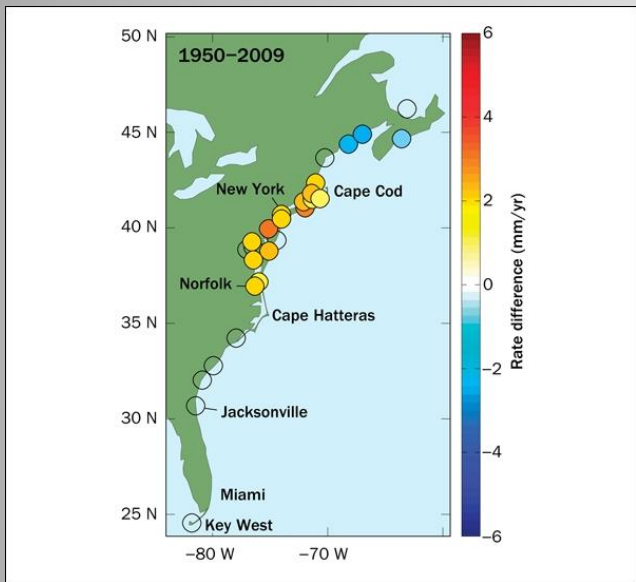 50 N
1950–2009
45 N
New York
Cape Cod
40 N
Norfolk
Cape Hatteras
35 N
30 N
Jacksonville
Miami
25 N
Key West
−80 W
−70 W
6
4
2
0
−2
−4
−6
Rate difference (mm/yr)